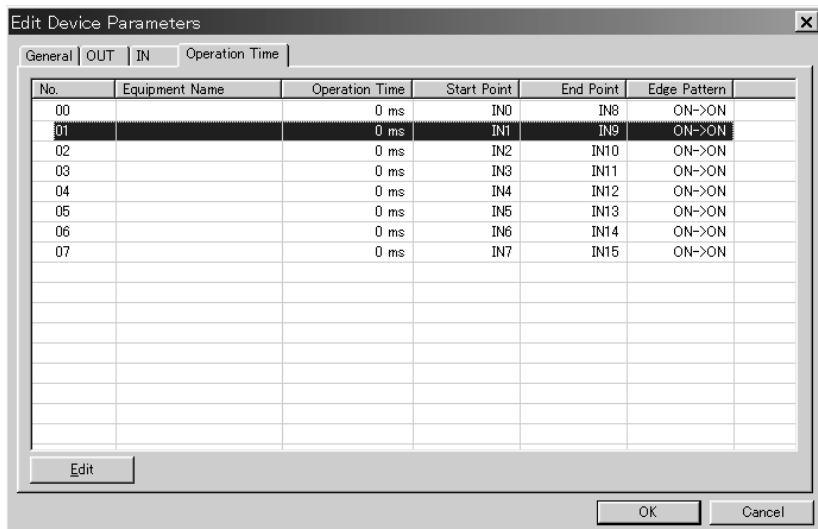 Edit Device Parameters
General OUT IN Operation Time
No. Equipment Name Operation Time Start Point End Point Edge Pattern
00 0 ms IN0 IN8 ON->ON
01 0 ms IN1 IN9 ON->ON
02 0 ms IN2 IN10 ON->ON
03 0 ms IN3 IN11 ON->ON
04 0 ms IN4 IN12 ON->ON
05 0 ms IN5 IN13 ON->ON
06 0 ms IN6 IN14 ON->ON
07 0 ms IN7 IN15 ON->ON
Edit
OK Cancel